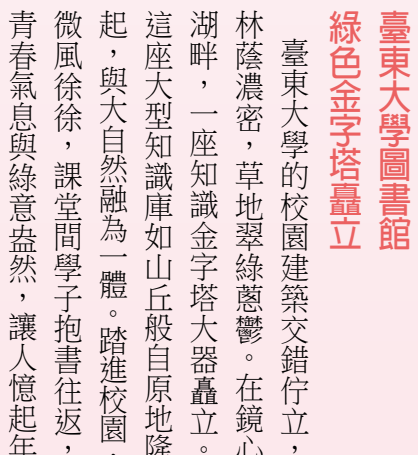 臺東大學圖書館
綠色金字塔矗立
臺東大學的校園建築交錯佇立，
林蔭濃密，草地翠綠蔥鬱。在鏡心
湖畔，一座知識金字塔大器矗立。
這座大型知識庫如山丘般自原地隆
起，與大自然融為一體。踏進校園，
微風徐徐，課堂間學子抱書往返，
青春氣息與綠意盎然，讓人憶起年